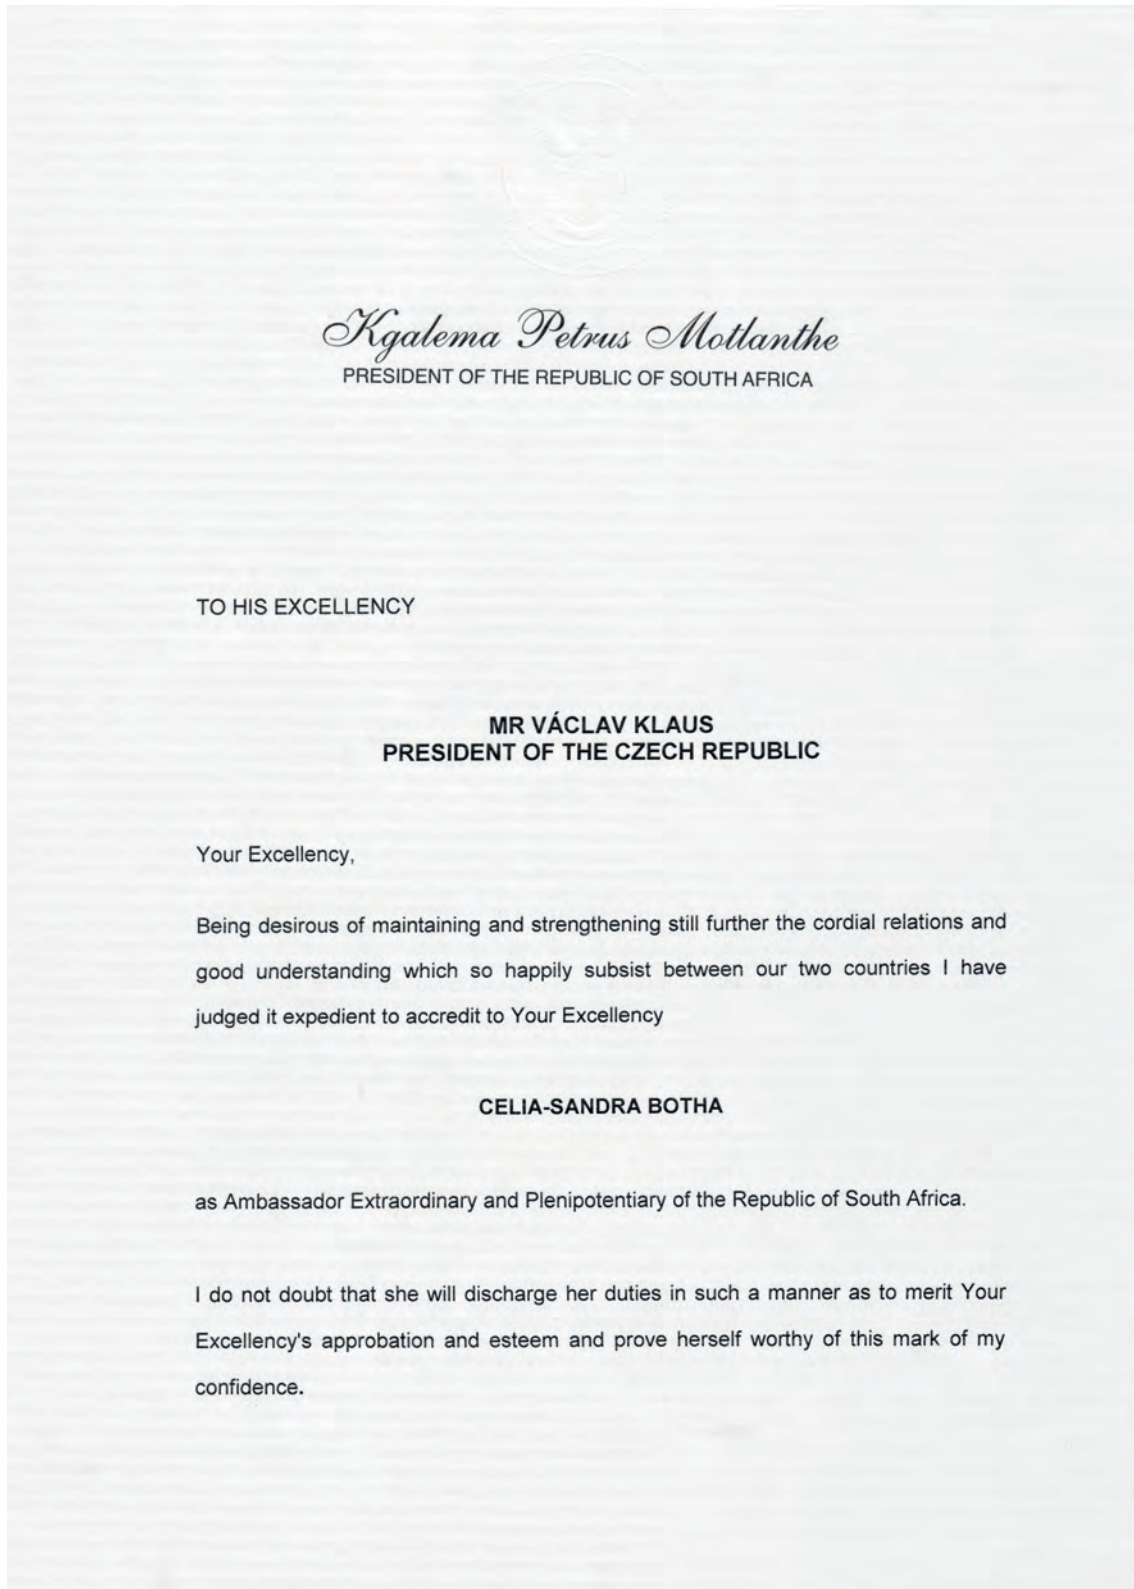 Kgalema Petrus Motlanthe
PRESIDENT OF THE REPUBLIC OF SOUTH AFRICA
TO HIS EXCELLENCY
MR VÁCLAV KLAUS
PRESIDENT OF THE CZECH REPUBLIC
Your Excellency,
Being desirous of maintaining and strengthening still further the cordial relations and
good understanding which so happily subsist between our two countries I have
judged it expedient to accredit to Your Excellency
CELIA-SANDRA BOTHA
as Ambassador Extraordinary and Plenipotentiary of the Republic of South Africa.
I do not doubt that she will discharge her duties in such a manner as to merit Your
Excellency's approbation and esteem and prove herself worthy of this mark of my
confidence.